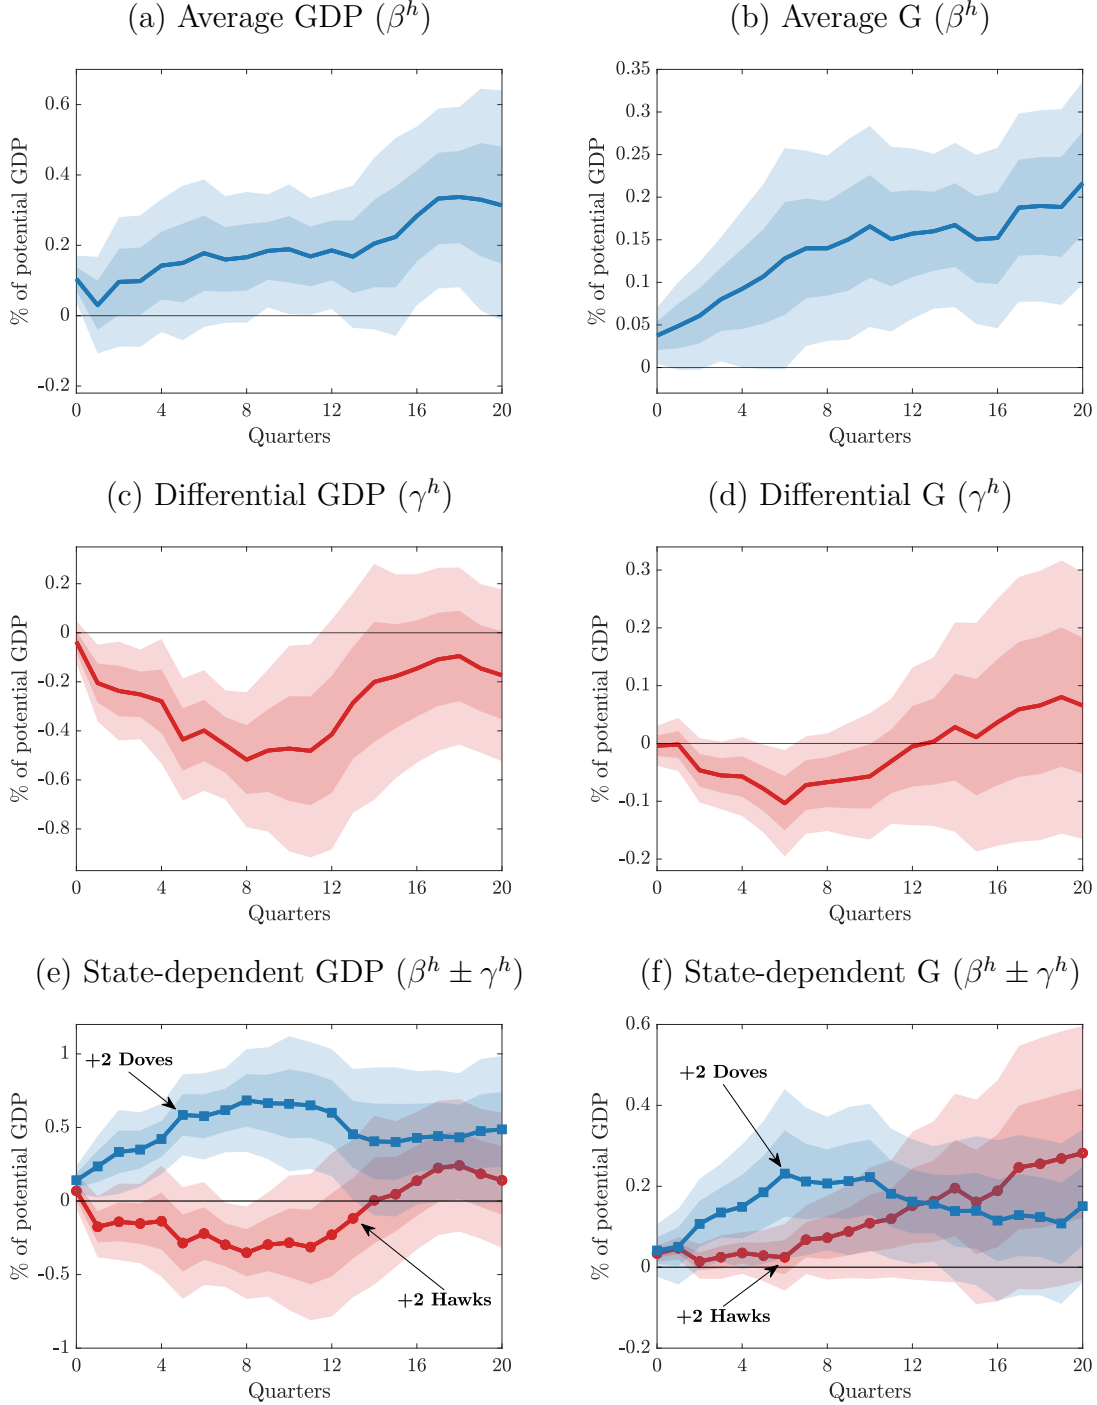 (a) Average GDP (β^h)
(b) Average G (β^h)
% of potential GDP
0.6
0.4
0.2
0
-0.2
0 4 8 12 16 20
Quarters
% of potential GDP
0.35
0.3
0.25
0.2
0.15
0.1
0.05
0
0 4 8 12 16 20
Quarters
(c) Differential GDP (γ^h)
(d) Differential G (γ^h)
% of potential GDP
0.2
0
-0.2
-0.4
-0.6
-0.8
0 4 8 12 16 20
Quarters
% of potential GDP
0.3
0.2
0.1
0
-0.1
-0.2
0 4 8 12 16 20
Quarters
(e) State-dependent GDP (β^h ± γ^h)
(f) State-dependent G (β^h ± γ^h)
% of potential GDP
1
0.5
0
-0.5
-1
+2 Doves
+2 Hawks
0 4 8 12 16 20
Quarters
% of potential GDP
0.6
0.4
0.2
0
-0.2
+2 Doves
+2 Hawks
0 4 8 12 16 20
Quarters